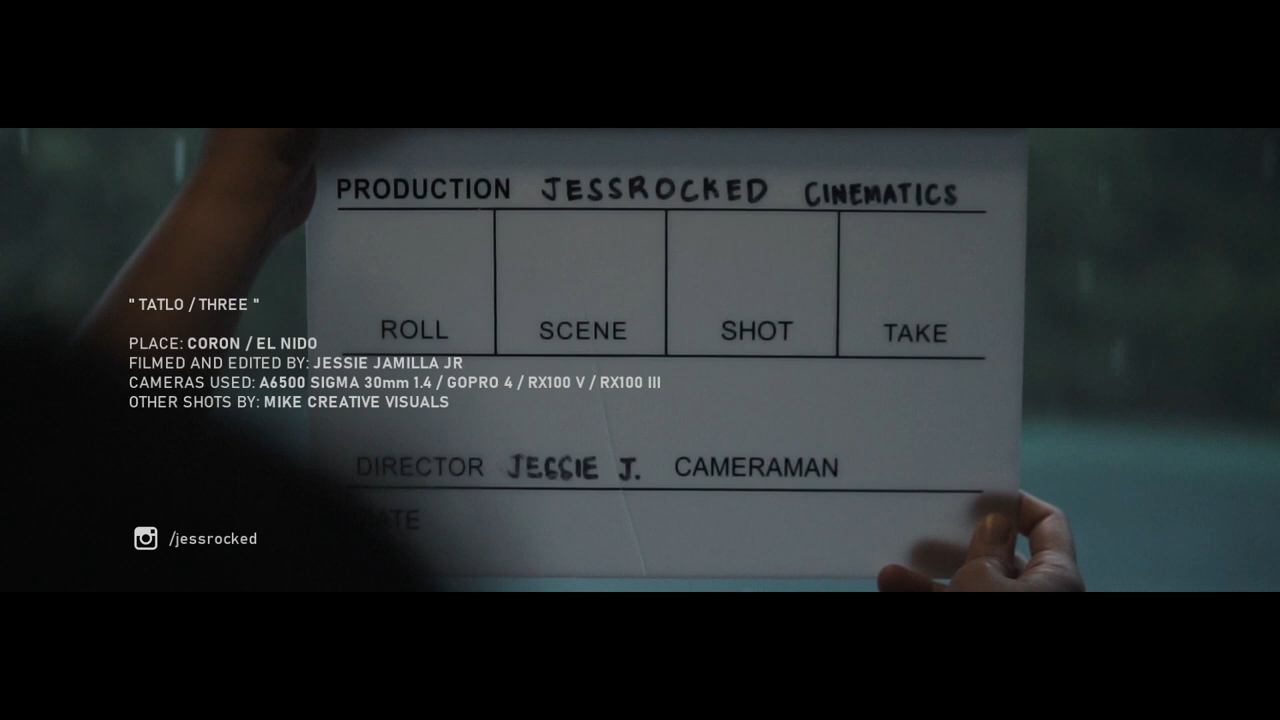 PRODUCTION JESSROCKED CINEMATICS
ROLL SCENE SHOT TAKE
" TATLO / THREE "
PLACE: CORON / EL NIDO
FILMED AND EDITED BY: JESSIE JAMILLA JR
CAMERAS USED: A6500 SIGMA 30mm 1.4 / GOPRO 4 / RX100 V / RX100 III
OTHER SHOTS BY: MIKE CREATIVE VISUALS
DIRECTOR JESSIE J. CAMERAMAN
DATE
/jessrocked